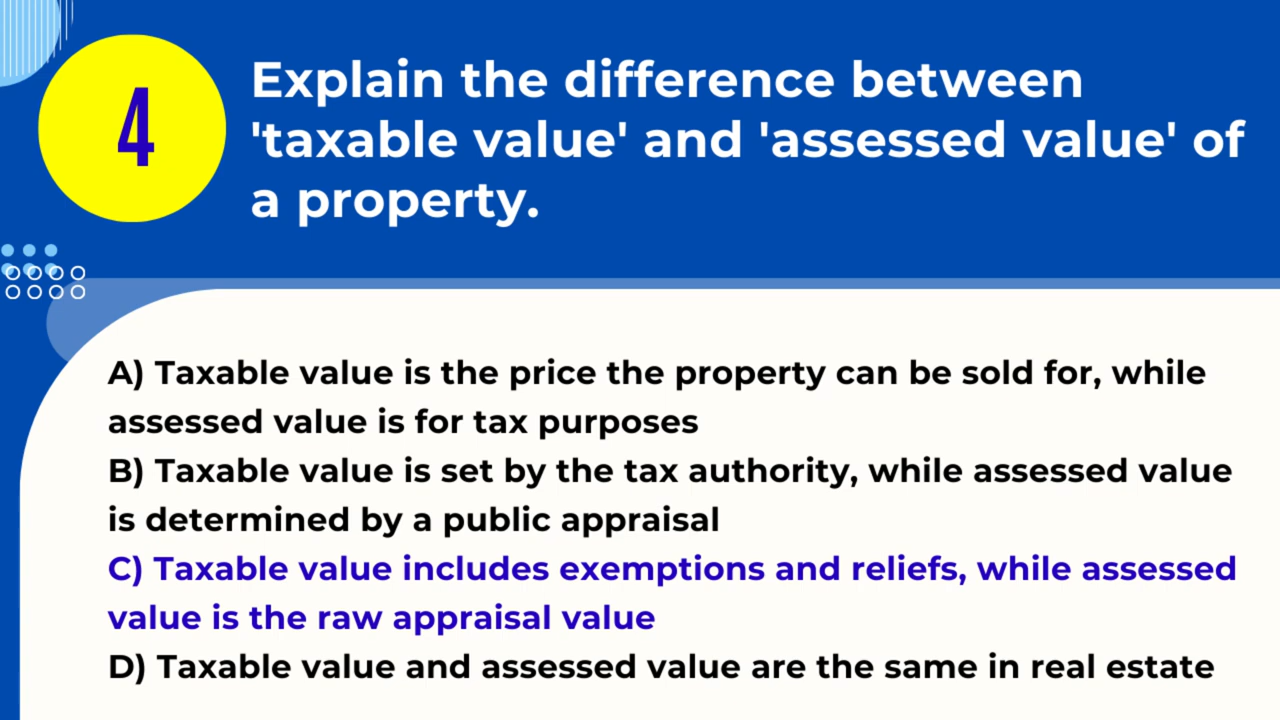 4
Explain the difference between
'taxable value' and 'assessed value' of
a property.
A) Taxable value is the price the property can be sold for, while
assessed value is for tax purposes
B) Taxable value is set by the tax authority, while assessed value
is determined by a public appraisal
C) Taxable value includes exemptions and reliefs, while assessed
value is the raw appraisal value
D) Taxable value and assessed value are the same in real estate